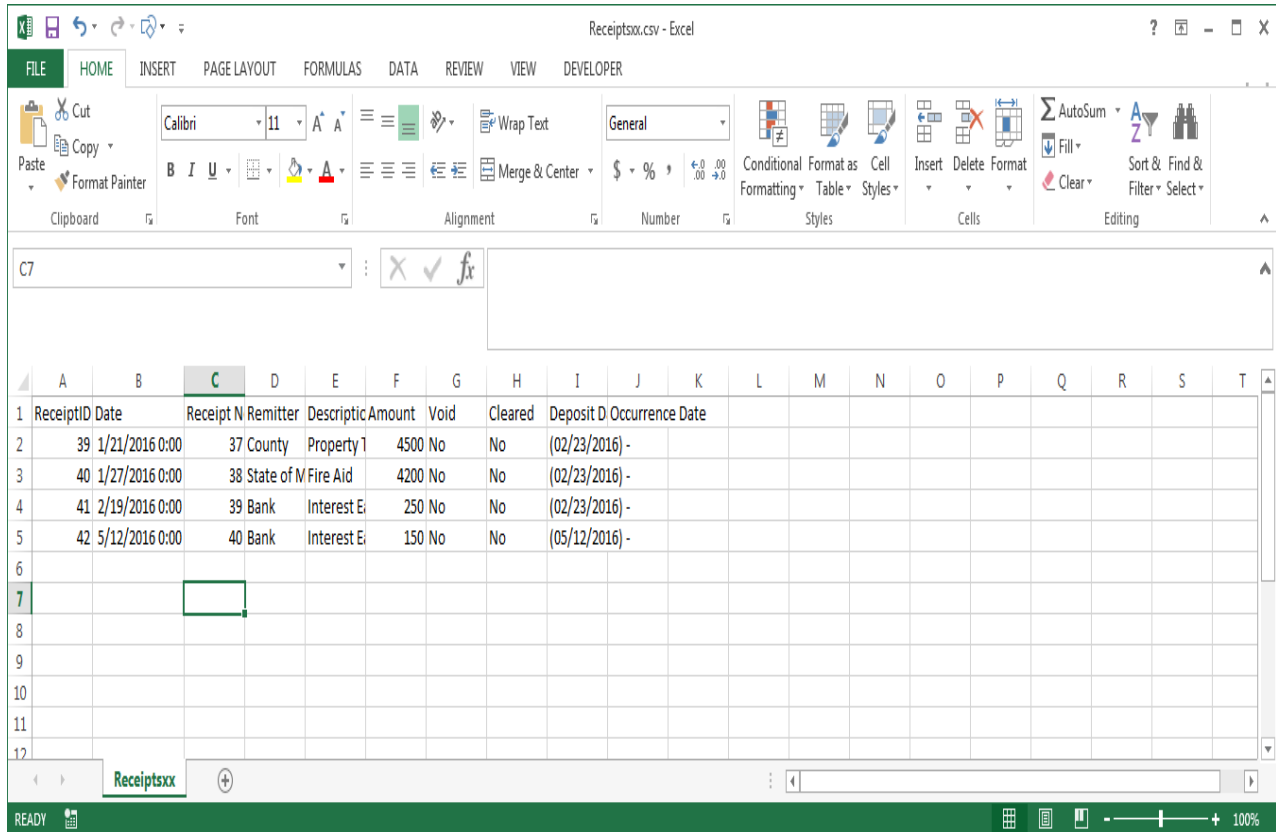 Receiptsxx.csv - Excel
FILE HOME INSERT PAGE LAYOUT FORMULAS DATA REVIEW VIEW DEVELOPER
Paste Cut Copy Format Painter
Calibri 11 A A Wrap Text General
B I U A Merge & Center $ % ,
Conditional Formatting Format as Table Cell Styles
Insert Delete Format
AutoSum Fill Clear Sort & Filter Find & Select
Clipboard Font Alignment Number Styles Cells Editing
C7 fx
A B C D E F G H I J K L M N O P Q R S T
1 ReceiptID Date Receipt N Remitter Descriptic Amount Void Cleared Deposit D Occurrence Date
2 39 1/21/2016 0:00 37 County Property T 4500 No No (02/23/2016) -
3 40 1/27/2016 0:00 38 State of M Fire Aid 4200 No No (02/23/2016) -
4 41 2/19/2016 0:00 39 Bank Interest Ea 250 No No (02/23/2016) -
5 42 5/12/2016 0:00 40 Bank Interest Ea 150 No No (05/12/2016) -
6
7
8
9
10
11
12
Receiptsxx
READY 100%